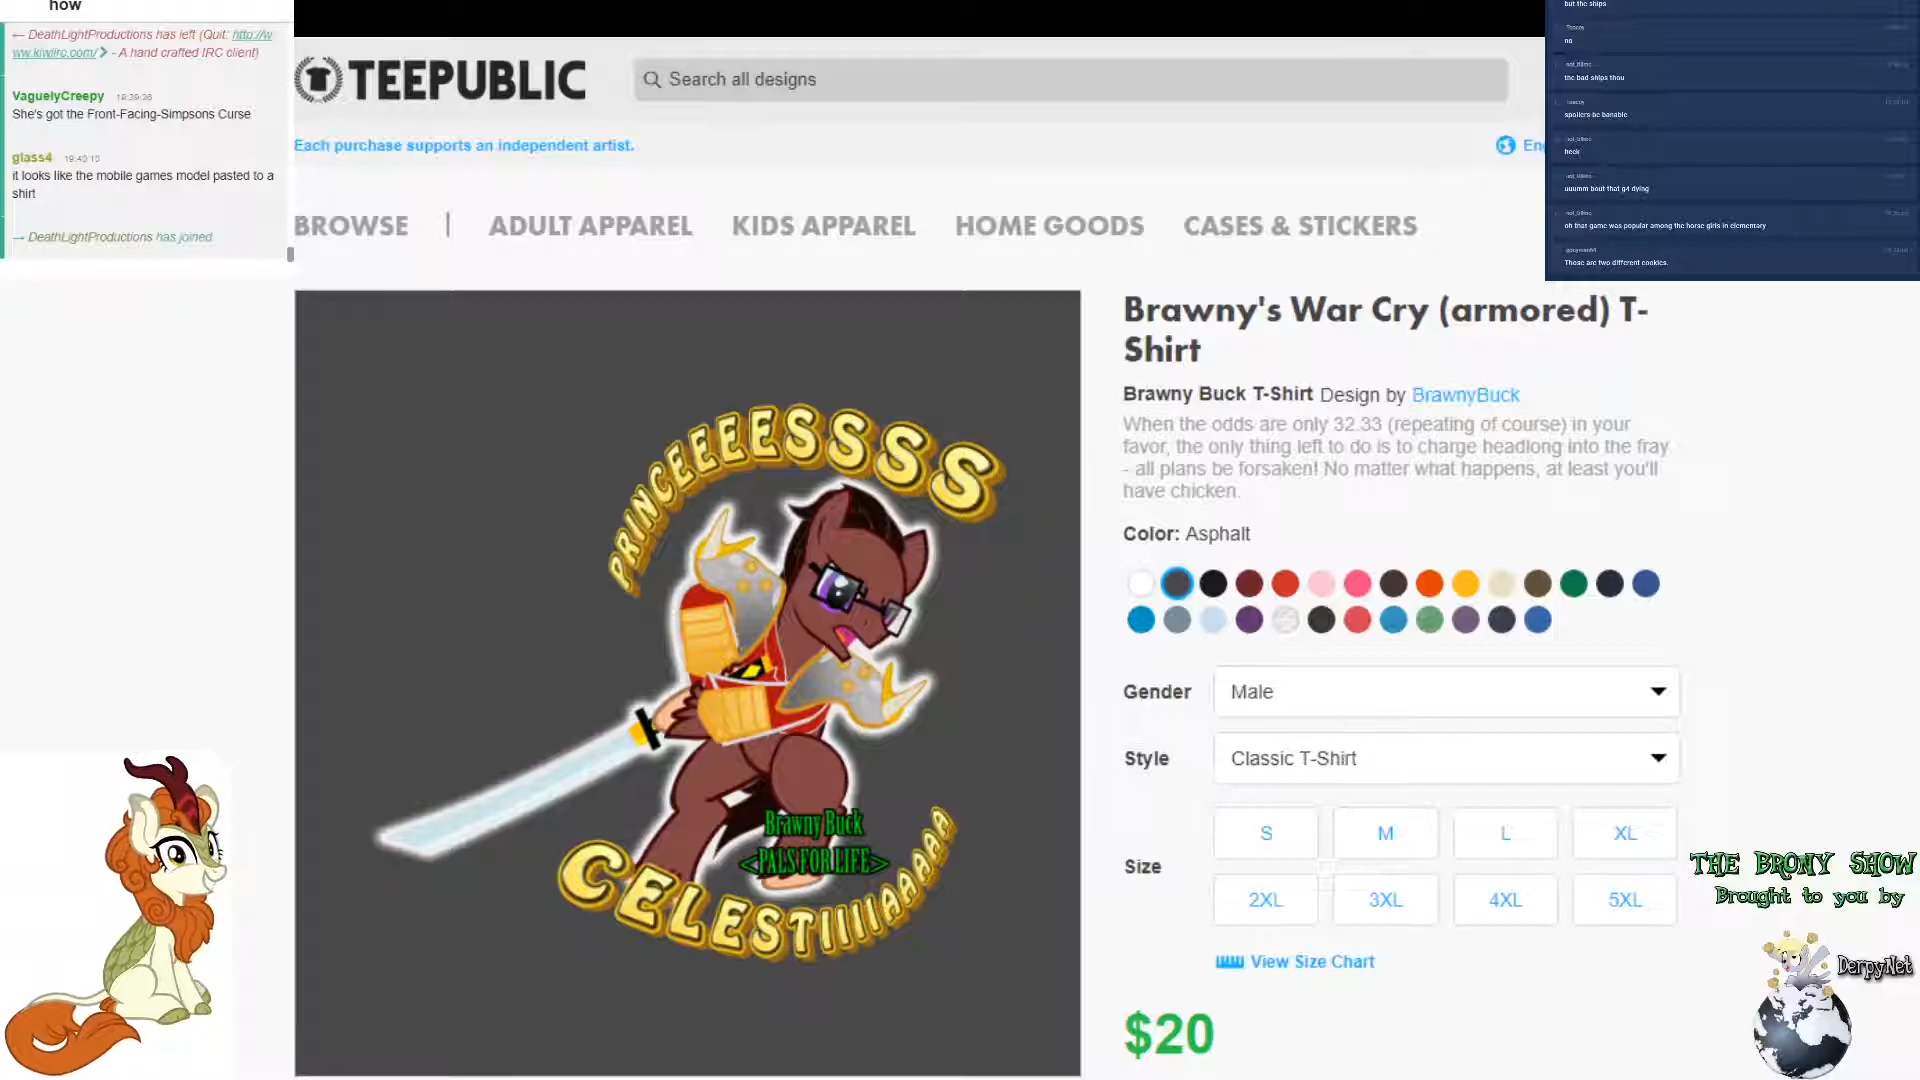 how
← DeathLightProductions has left (Quit: http://w
ww.kiwiirc.com/ - A hand crafted IRC client)
VaguelyCreepy 19:39:36
She's got the Front-Facing-Simpsons Curse
glass4 19:40:10
it looks like the mobile games model pasted to a
shirt
→ DeathLightProductions has joined
TEEPUBLIC
Search all designs
Each purchase supports an independent artist.
En
BROWSE | ADULT APPAREL KIDS APPAREL HOME GOODS CASES & STICKERS
but the ships
no
the bad ships thou
spoilers be banable
heck
uuumm bout that g4 dying
oh that game was popular among the horse girls in elementary
Those are two different cookies.
PRINCEEEESSSS
Brawny Buck
<PALS FOR LIFE>
CELESTIIIIAAAAA
Brawny's War Cry (armored) T-
Shirt
Brawny Buck T-Shirt Design by BrawnyBuck
When the odds are only 32.33 (repeating of course) in your
favor, the only thing left to do is to charge headlong into the fray
- all plans be forsaken! No matter what happens, at least you'll
have chicken.
Color: Asphalt
Gender Male
Style Classic T-Shirt
Size
S M L XL
2XL 3XL 4XL 5XL
View Size Chart
$20
THE BRONY SHOW
Brought to you by
DerpyNet